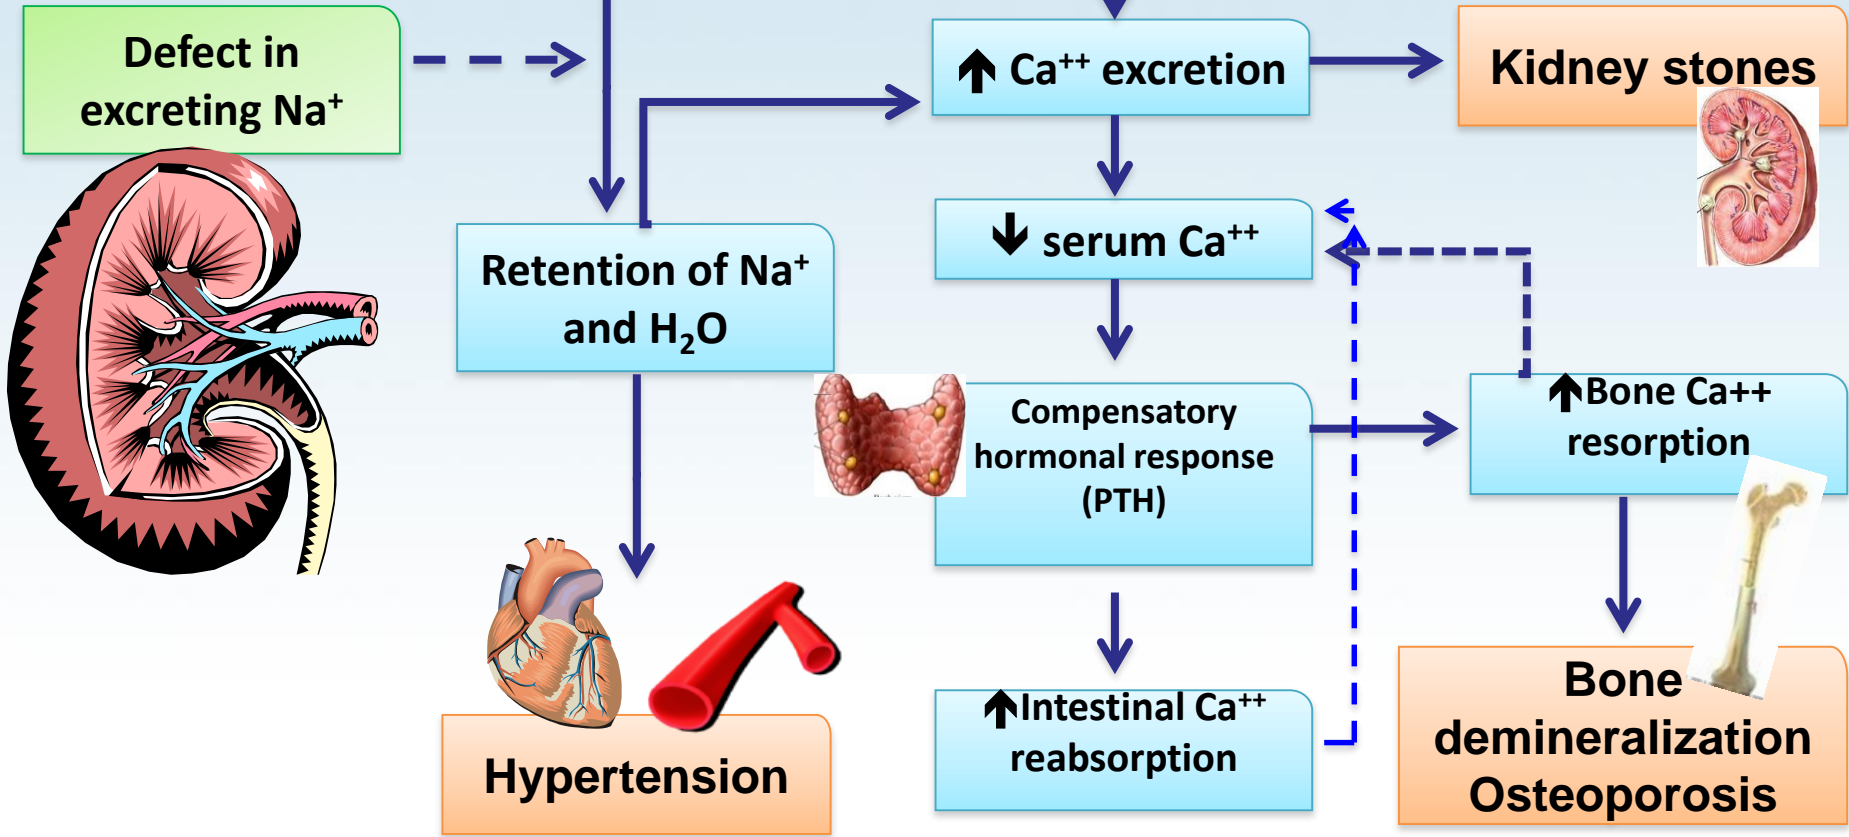 Defect in
excreting Na⁺
↑ Ca⁺⁺ excretion
Kidney stones
↓ serum Ca⁺⁺
Retention of Na⁺
and H₂O
Compensatory
hormonal response
(PTH)
↑Bone Ca++
resorption
↑Intestinal Ca⁺⁺
reabsorption
Hypertension
Bone
demineralization
Osteoporosis